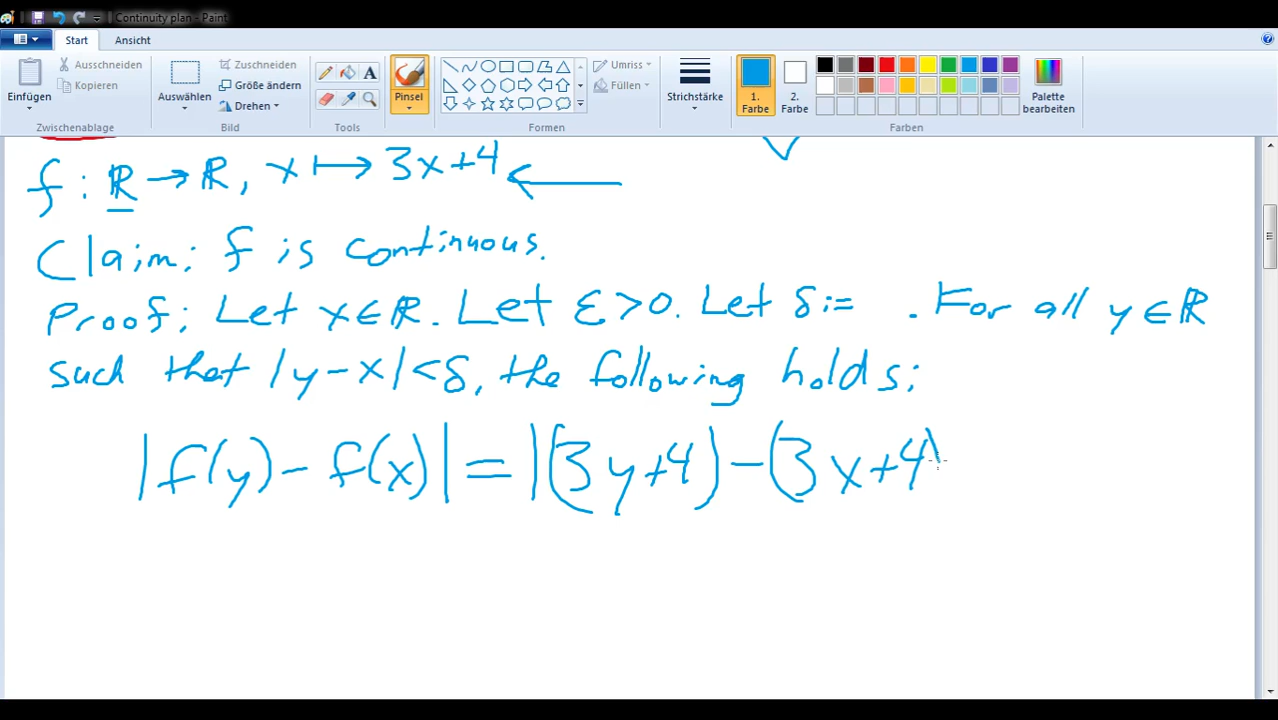 Continuity plan - Paint
Start Ansicht
Einfügen
Ausschneiden
Kopieren
Zwischenablage
Auswählen
Zuschneiden
Größe ändern
Drehen
Bild
A
Tools
Pinsel
Umriss
Füllen
Formen
Strichstärke
1. Farbe
2. Farbe
Palette bearbeiten
Farben
f : ℝ → ℝ, x ↦ 3x+4 ←
Claim: f is continuous.
Proof: Let x∈ℝ. Let ε>0. Let δ:= . For all y∈ℝ
such that |y-x|<δ, the following holds:
|f(y)-f(x)| = |(3y+4)-(3x+4)